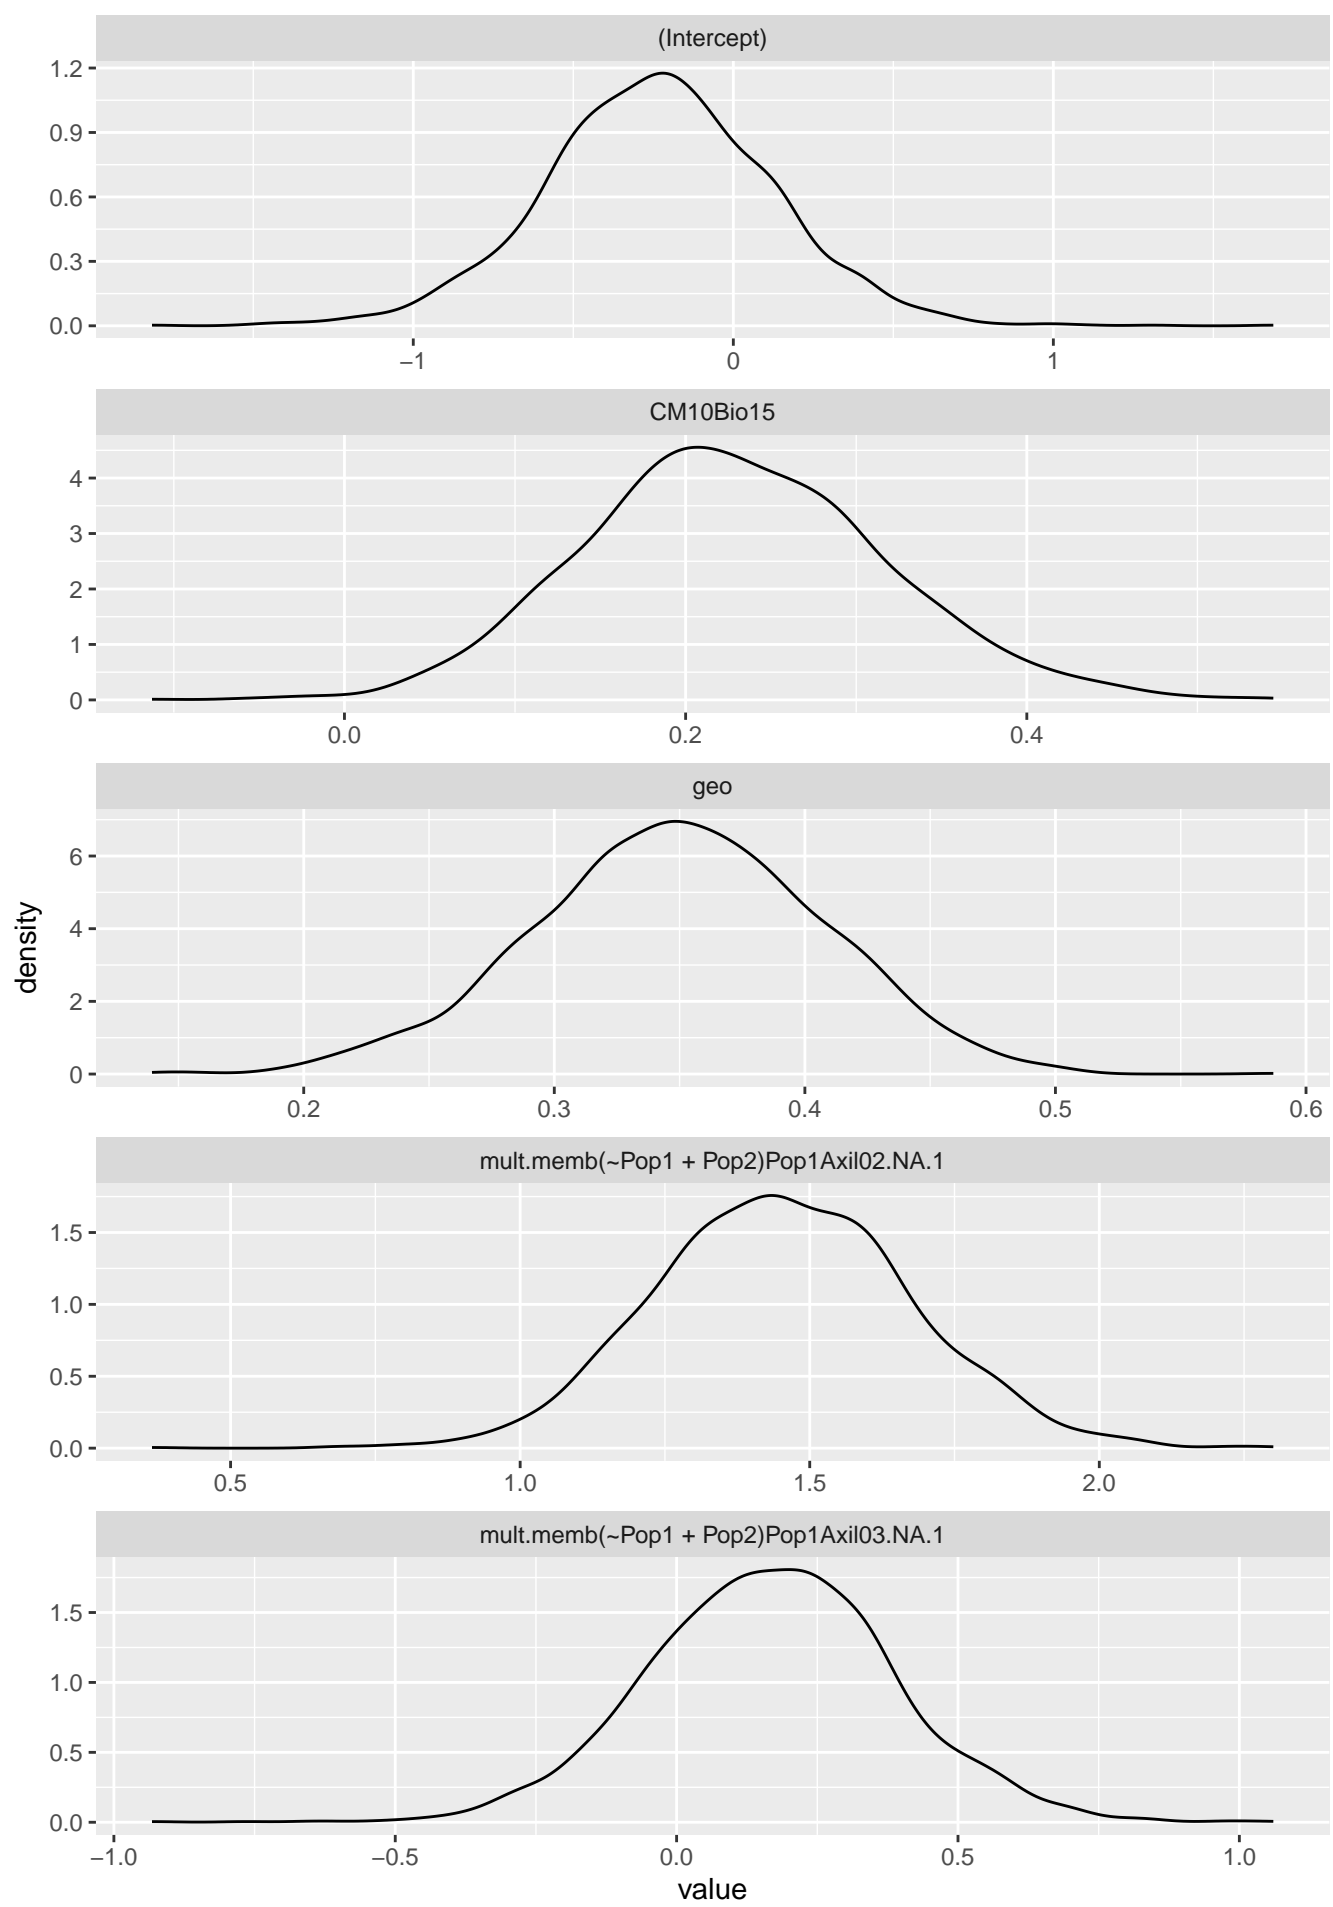 (Intercept)
1.2
0.9
0.6
0.3
0.0
−1 0 1
CM10Bio15
4
3
2
1
0
0.0 0.2 0.4
geo
6
4
2
0
0.2 0.3 0.4 0.5 0.6
density
mult.memb(~Pop1 + Pop2)Pop1Axil02.NA.1
1.5
1.0
0.5
0.0
0.5 1.0 1.5 2.0
mult.memb(~Pop1 + Pop2)Pop1Axil03.NA.1
1.5
1.0
0.5
0.0
−1.0 −0.5 0.0 0.5 1.0
value